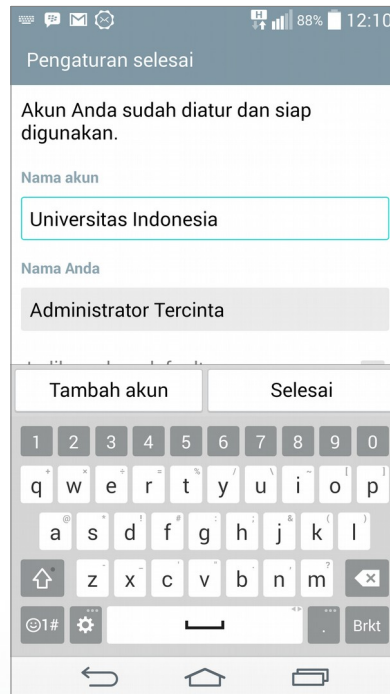 88% 12:10
Pengaturan selesai
Akun Anda sudah diatur dan siap
digunakan.
Nama akun
Universitas Indonesia
Nama Anda
Administrator Tercinta
Tambah akun Selesai
1 2 3 4 5 6 7 8 9 0
q w e r t y u i o p
a s d f g h j k l
z x c v b n m
1# . Brkt